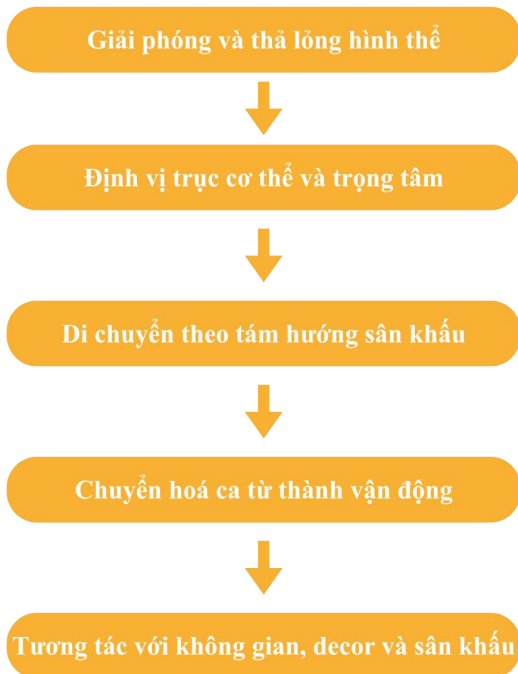 Giải phóng và thả lỏng hình thể
Định vị trục cơ thể và trọng tâm
Di chuyển theo tám hướng sân khấu
Chuyển hoá ca từ thành vận động
Tương tác với không gian, decor và sân khấu